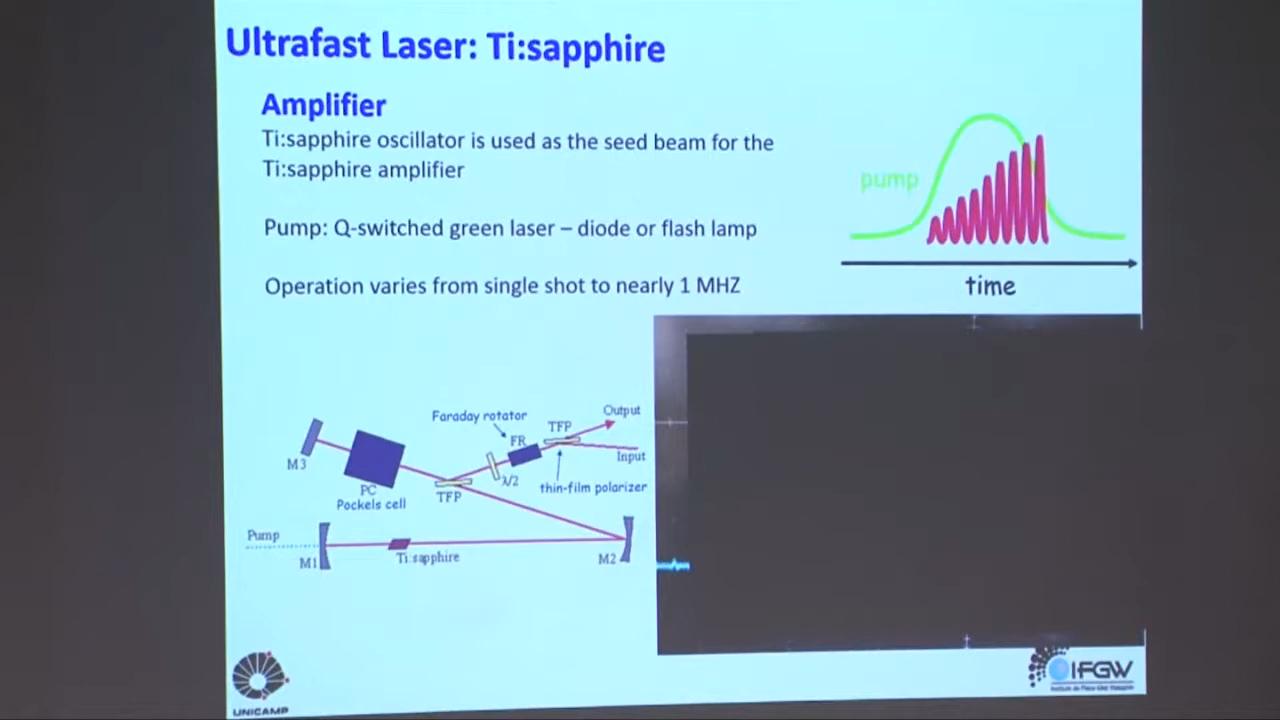 Ultrafast Laser: Ti:sapphire
Amplifier
Ti:sapphire oscillator is used as the seed beam for the
Ti:sapphire amplifier
Pump: Q-switched green laser – diode or flash lamp
Operation varies from single shot to nearly 1 MHZ
pump
time
Faraday rotator
Output
TFP
FR
Input
M3
λ/2
thin-film polarizer
PC
TFP
Pockels cell
Pump
M1
Ti:sapphire
M2
UNICAMP
IFGW